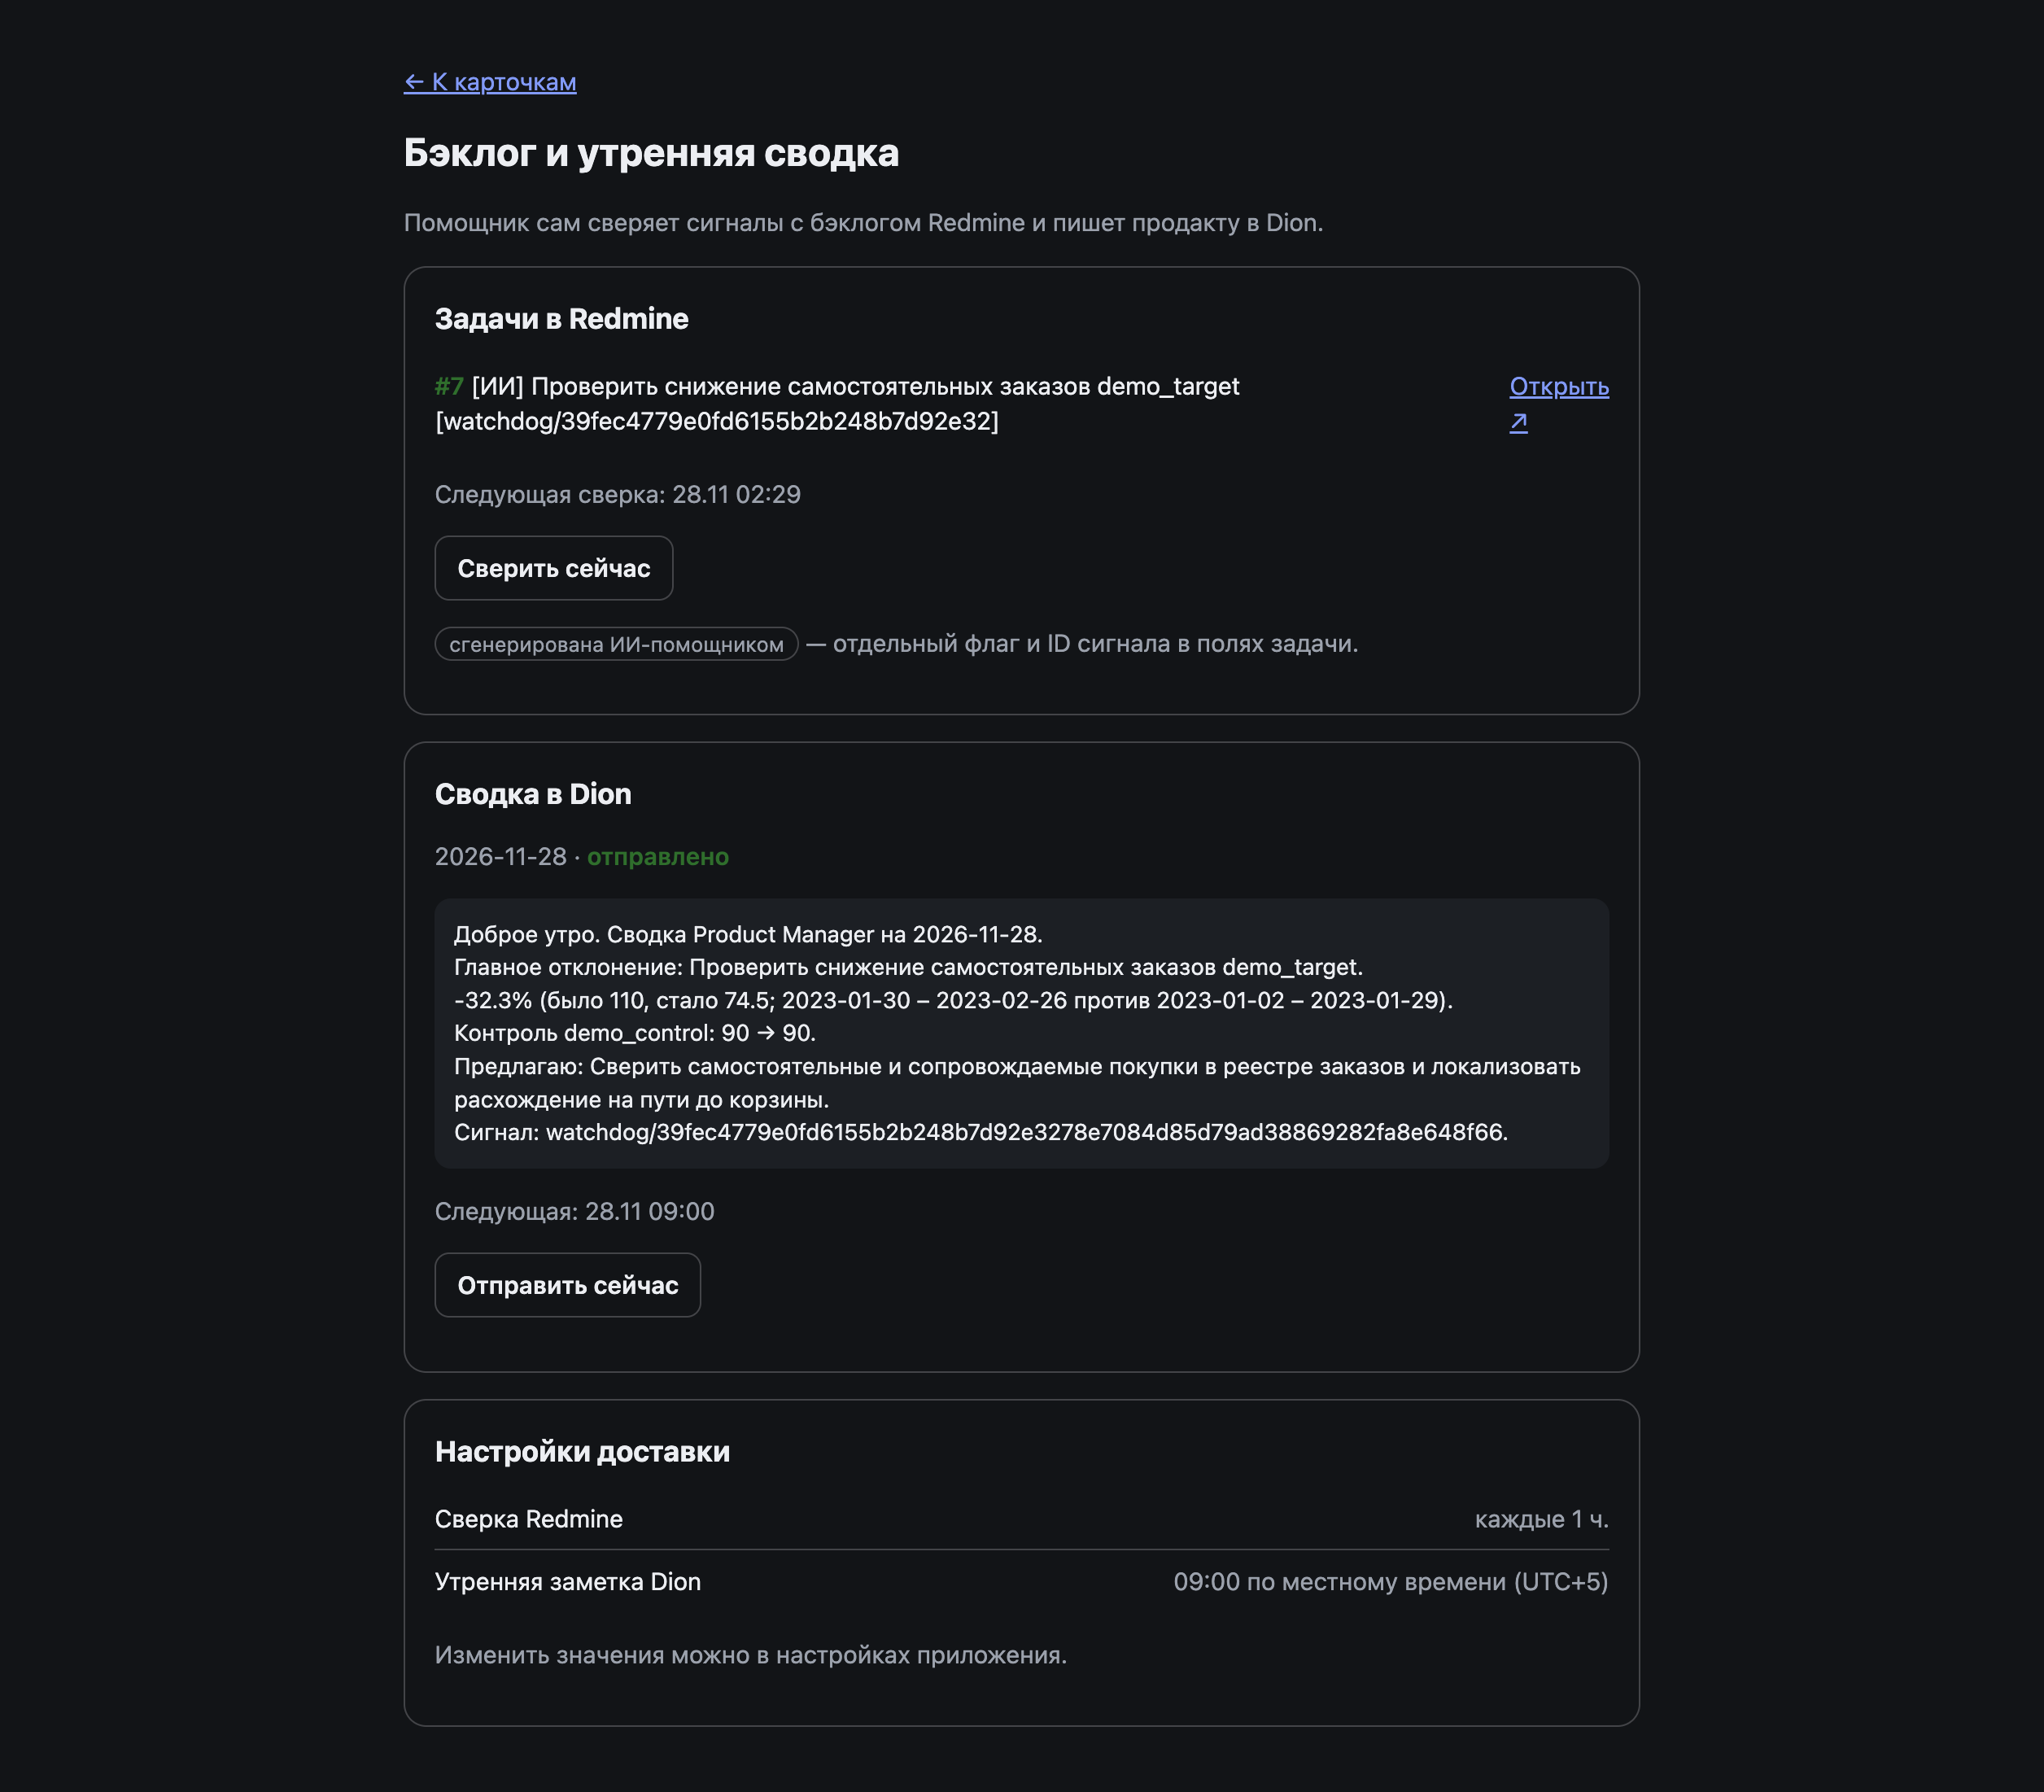 ← К карточкам
Бэклог и утренняя сводка
Помощник сам сверяет сигналы с бэклогом Redmine и пишет продакту в Dion.
Задачи в Redmine
#7 [ИИ] Проверить снижение самостоятельных заказов demo_target
[watchdog/39fec4779e0fd6155b2b248b7d92e32]
Открыть
↗
Следующая сверка: 28.11 02:29
Сверить сейчас
сгенерирована ИИ-помощником — отдельный флаг и ID сигнала в полях задачи.
Сводка в Dion
2026-11-28 · отправлено
Доброе утро. Сводка Product Manager на 2026-11-28.
Главное отклонение: Проверить снижение самостоятельных заказов demo_target.
-32.3% (было 110, стало 74.5; 2023-01-30 – 2023-02-26 против 2023-01-02 – 2023-01-29).
Контроль demo_control: 90 → 90.
Предлагаю: Сверить самостоятельные и сопровождаемые покупки в реестре заказов и локализовать
расхождение на пути до корзины.
Сигнал: watchdog/39fec4779e0fd6155b2b248b7d92e3278e7084d85d79ad38869282fa8e648f66.
Следующая: 28.11 09:00
Отправить сейчас
Настройки доставки
Сверка Redmine
каждые 1 ч.
Утренняя заметка Dion
09:00 по местному времени (UTC+5)
Изменить значения можно в настройках приложения.